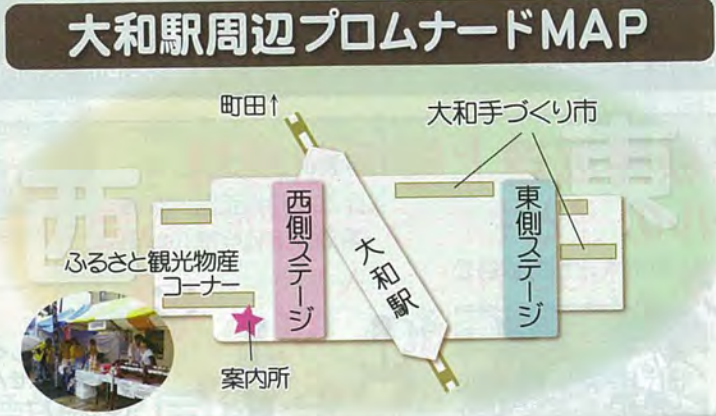 大和駅周辺プロムナードMAP
町田↑
大和手づくり市
西
東
西側ステージ
大和駅
東側ステージ
ふるさと観光物産
コーナー
案内所